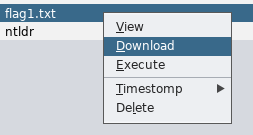 flag1.txt
ntldr
View
Download
Execute
Timestomp
Delete